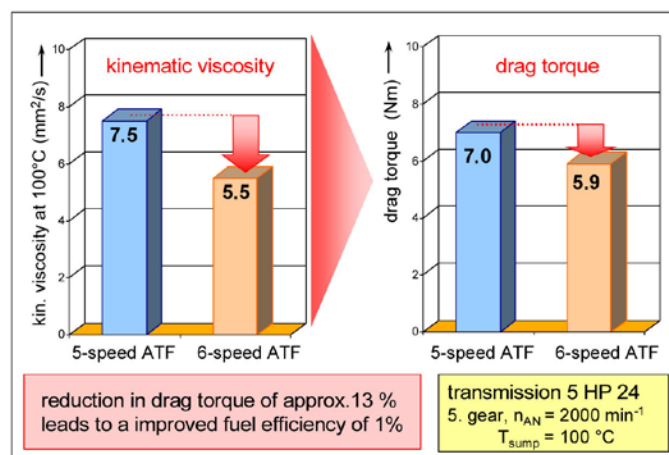 kinematic viscosity
kin. viscosity at 100°C (mm²/s)
10
8
6
4
2
0
7.5
5.5
5-speed ATF
6-speed ATF
drag torque
drag torque (Nm)
10
8
6
4
2
0
7.0
5.9
5-speed ATF
6-speed ATF
reduction in drag torque of approx.13 %
leads to a improved fuel efficiency of 1%
transmission 5 HP 24
5. gear, n_AN = 2000 min⁻¹
T_sump = 100 °C